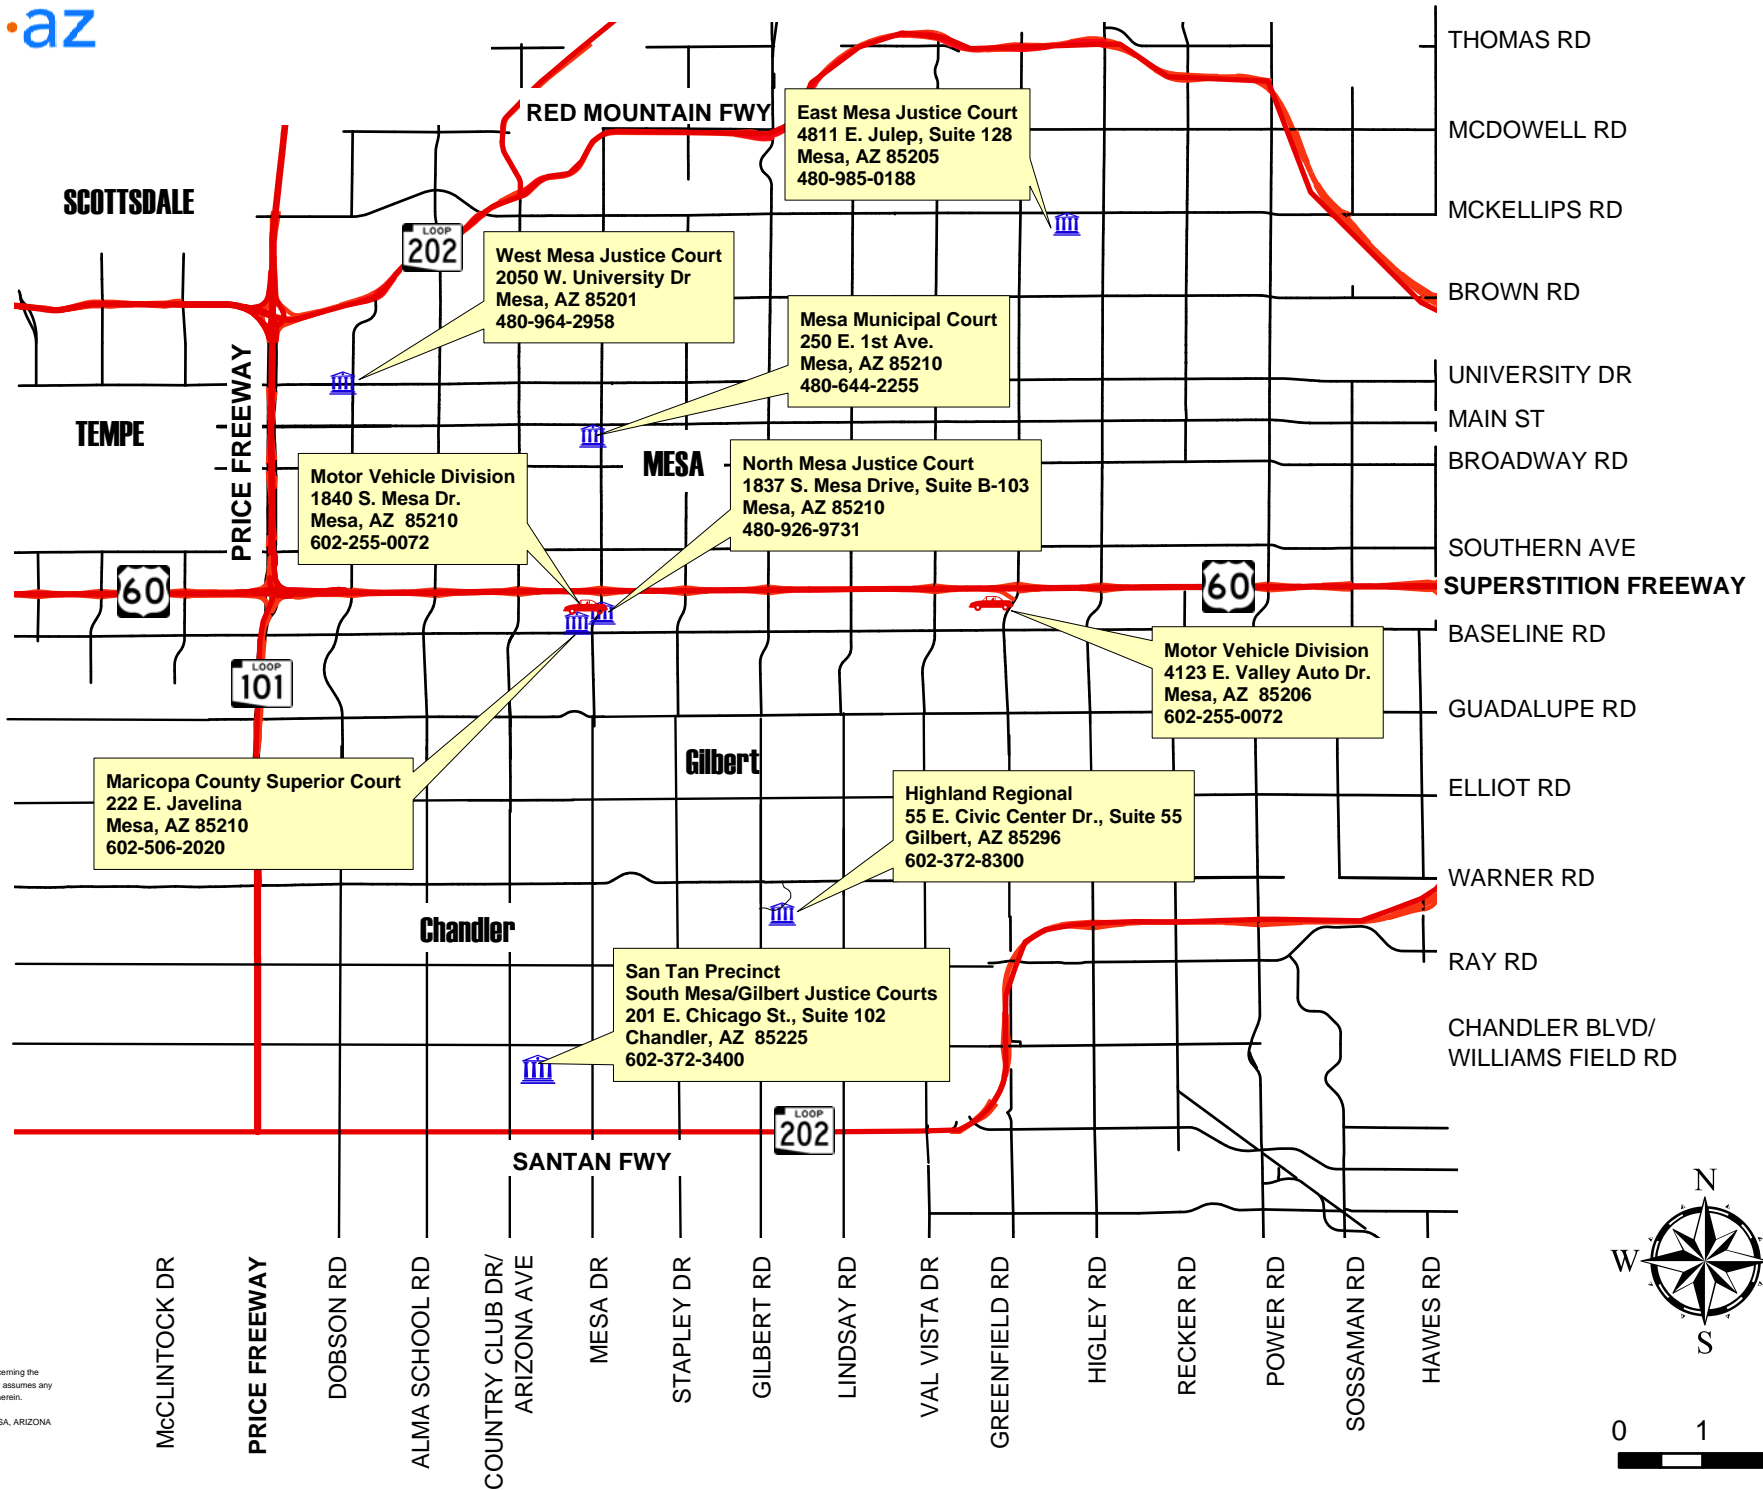 az
THOMAS RD
RED MOUNTAIN FWY
East Mesa Justice Court
4811 E. Julep, Suite 128
Mesa, AZ 85205
480-985-0188
MCDOWELL RD
SCOTTSDALE
MCKELLIPS RD
LOOP
202
West Mesa Justice Court
2050 W. University Dr
Mesa, AZ 85201
480-964-2958
BROWN RD
Mesa Municipal Court
250 E. 1st Ave.
Mesa, AZ 85210
480-644-2255
PRICE FREEWAY
UNIVERSITY DR
TEMPE
MAIN ST
MESA
BROADWAY RD
Motor Vehicle Division
1840 S. Mesa Dr.
Mesa, AZ  85210
602-255-0072
North Mesa Justice Court
1837 S. Mesa Drive, Suite B-103
Mesa, AZ 85210
480-926-9731
SOUTHERN AVE
60
60
SUPERSTITION FREEWAY
BASELINE RD
LOOP
101
Motor Vehicle Division
4123 E. Valley Auto Dr.
Mesa, AZ  85206
602-255-0072
GUADALUPE RD
Gilbert
Maricopa County Superior Court
222 E. Javelina
Mesa, AZ 85210
602-506-2020
Highland Regional
55 E. Civic Center Dr., Suite 55
Gilbert, AZ 85296
602-372-8300
ELLIOT RD
WARNER RD
Chandler
San Tan Precinct
South Mesa/Gilbert Justice Courts
201 E. Chicago St., Suite 102
Chandler, AZ  85225
602-372-3400
RAY RD
CHANDLER BLVD/
WILLIAMS FIELD RD
LOOP
202
SANTAN FWY
McCLINTOCK DR
PRICE FREEWAY
DOBSON RD
ALMA SCHOOL RD
COUNTRY CLUB DR/
ARIZONA AVE
MESA DR
STAPLEY DR
GILBERT RD
LINDSAY RD
VAL VISTA DR
GREENFIELD RD
HIGLEY RD
RECKER RD
POWER RD
SOSSAMAN RD
HAWES RD
N
W
S
0 1
the
assumes any
ARIZONA